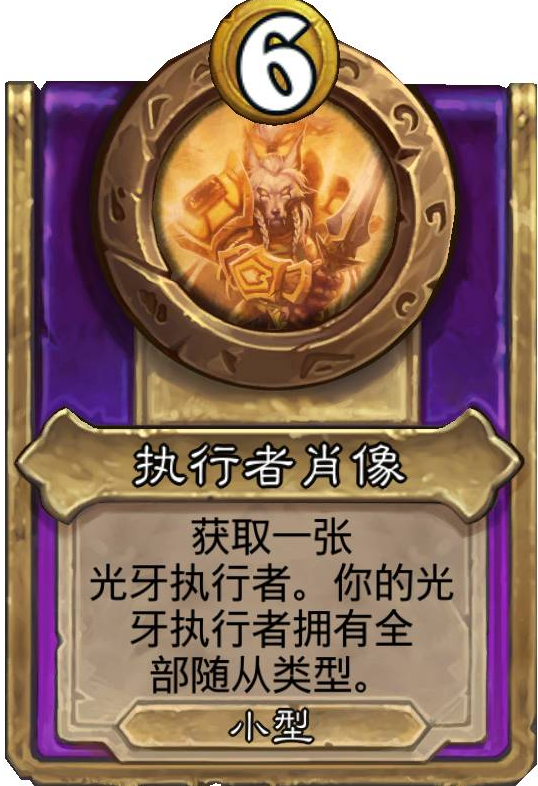 6
执行者肖像
获取一张
光牙执行者。你的光
牙执行者拥有全
部随从类型。
小型